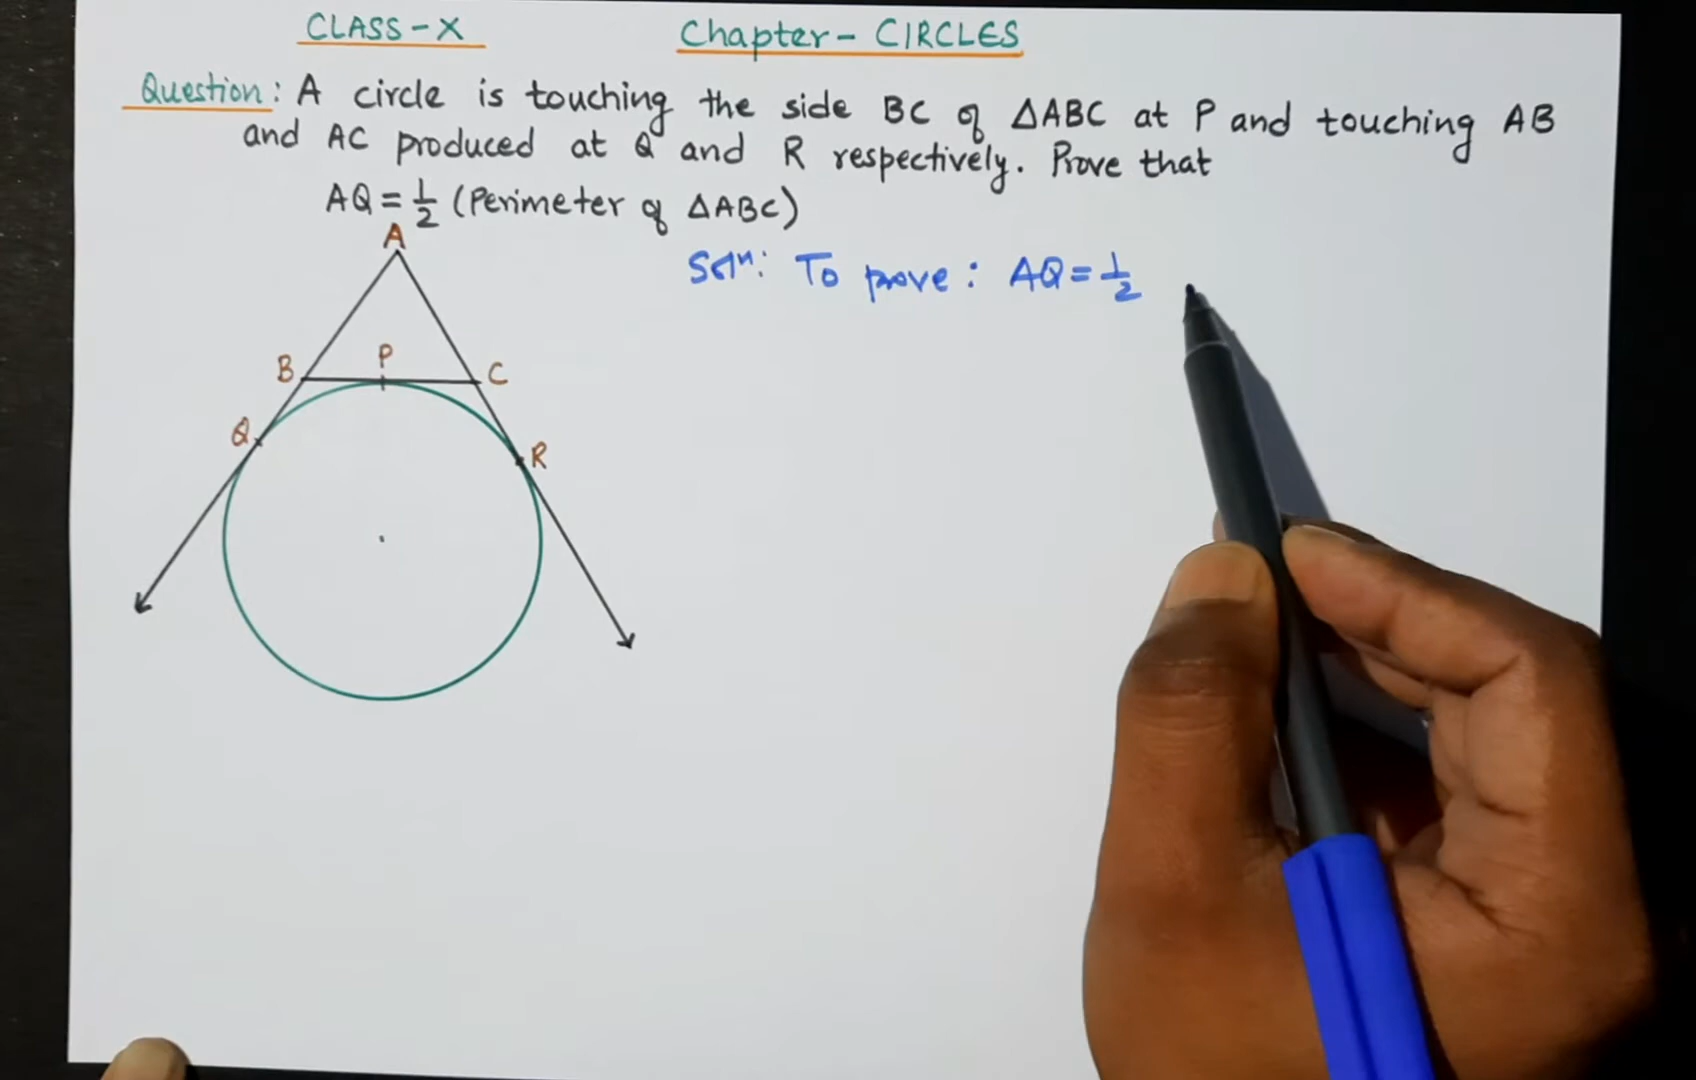 CLASS-X
Chapter- CIRCLES
Question: A circle is touching the side BC of ΔABC at P and touching AB
and AC produced at Q and R respectively. Prove that
AQ = 1/2 (Perimeter of ΔABC)
Solⁿ: To prove: AQ = 1/2
A
B P C
Q
R